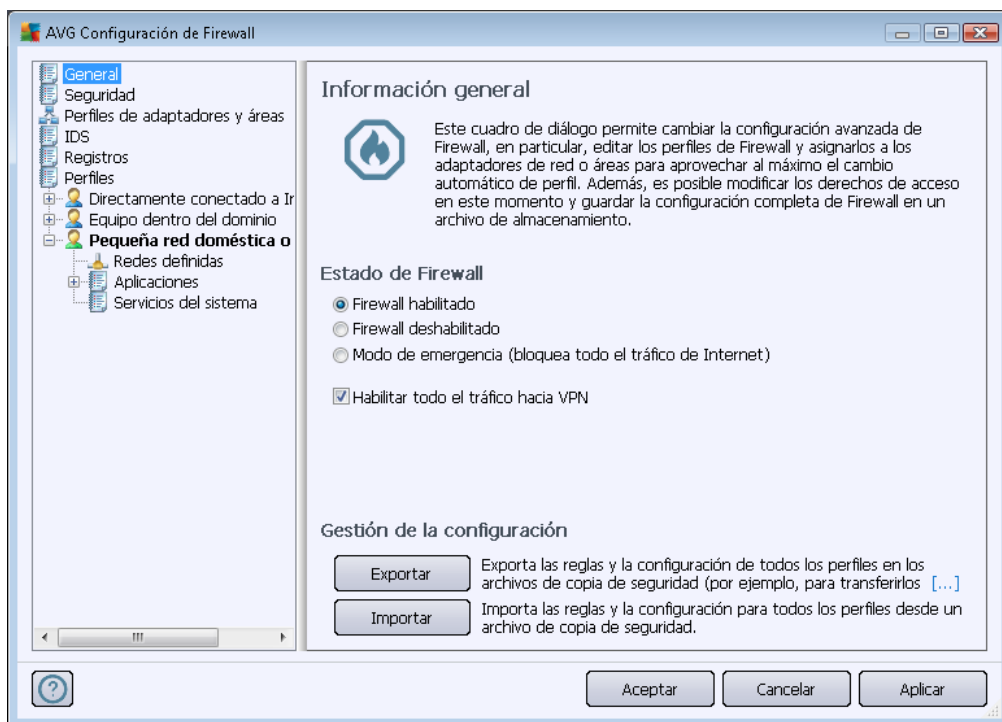 AVG Configuración de Firewall
General
Seguridad
Perfiles de adaptadores y áreas
IDS
Registros
Perfiles
Directamente conectado a Ir
Equipo dentro del dominio
Pequeña red doméstica o
Redes definidas
Aplicaciones
Servicios del sistema
Información general
Este cuadro de diálogo permite cambiar la configuración avanzada de
Firewall, en particular, editar los perfiles de Firewall y asignarlos a los
adaptadores de red o áreas para aprovechar al máximo el cambio
automático de perfil. Además, es posible modificar los derechos de acceso
en este momento y guardar la configuración completa de Firewall en un
archivo de almacenamiento.
Estado de Firewall
Firewall habilitado
Firewall deshabilitado
Modo de emergencia (bloquea todo el tráfico de Internet)
Habilitar todo el tráfico hacia VPN
Gestión de la configuración
Exportar
Exporta las reglas y la configuración de todos los perfiles en los
archivos de copia de seguridad (por ejemplo, para transferirlos [...]
Importar
Importa las reglas y la configuración para todos los perfiles desde un
archivo de copia de seguridad.
?
Aceptar
Cancelar
Aplicar